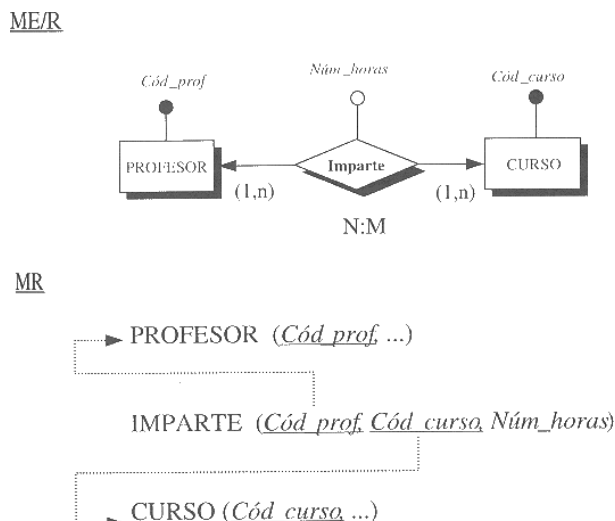 ME/R
Cód_prof
Núm_horas
Cód_curso
PROFESOR
Imparte
CURSO
(1,n)
(1,n)
N:M
MR
PROFESOR (Cód_prof, ...)
IMPARTE (Cód_prof, Cód_curso, Núm_horas)
CURSO (Cód_curso, ...)